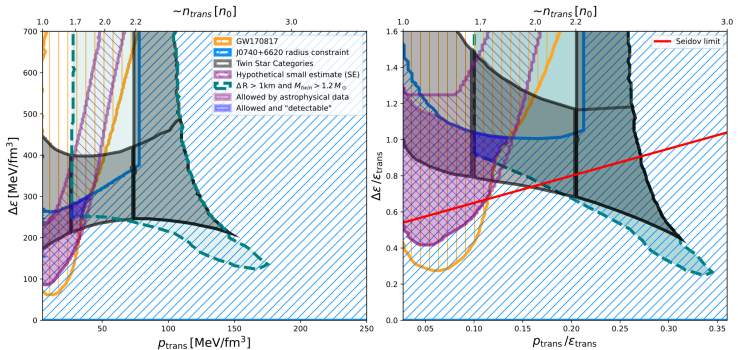 ~n_trans [n_0]
1.0 1.7 2.2 3.0
700
600
500
400
300
200
100
0
Δε [MeV/fm³]
50 100 150 200 250
p_trans [MeV/fm³]
GW170817
J0740+6620 radius constraint
Twin Star Categories
Hypothetical small estimate (SE)
ΔR > 1km and M_twin > 1.2 M_⊙
Allowed by astrophysical data
Allowed and "detectable"
~n_trans [n_0]
1.0 1.7 2.2 3.0
1.6
1.4
1.2
1.0
0.8
0.6
0.4
0.2
0.0
Δε/ε_trans
0.05 0.10 0.15 0.20 0.25 0.30 0.35
p_trans/ε_trans
Seidov limit